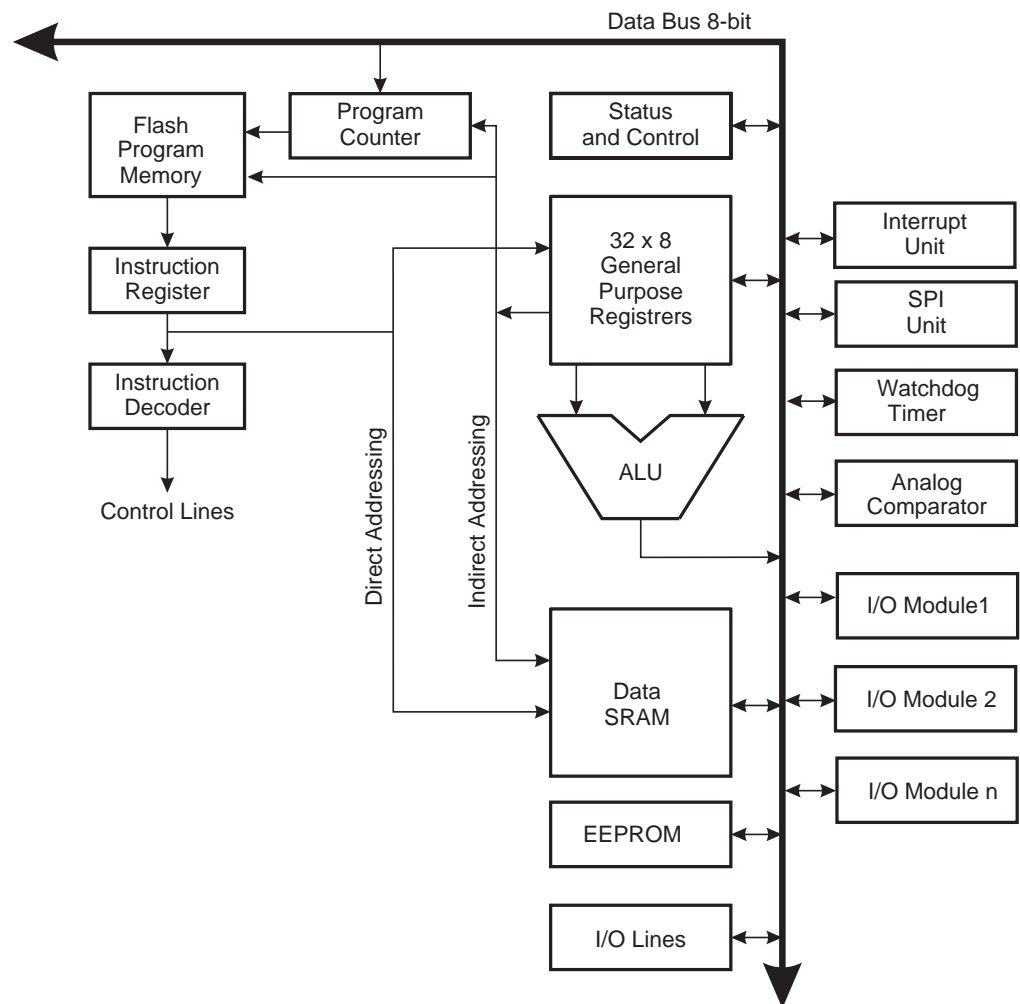 Data Bus 8-bit
Flash
Program
Memory
Program
Counter
Status
and Control
32 x 8
General
Purpose
Registrers
Interrupt
Unit
Instruction
Register
SPI
Unit
Instruction
Decoder
Watchdog
Timer
Control Lines
Direct Addressing
Indirect Addressing
ALU
Analog
Comparator
I/O Module1
Data
SRAM
I/O Module 2
I/O Module n
EEPROM
I/O Lines